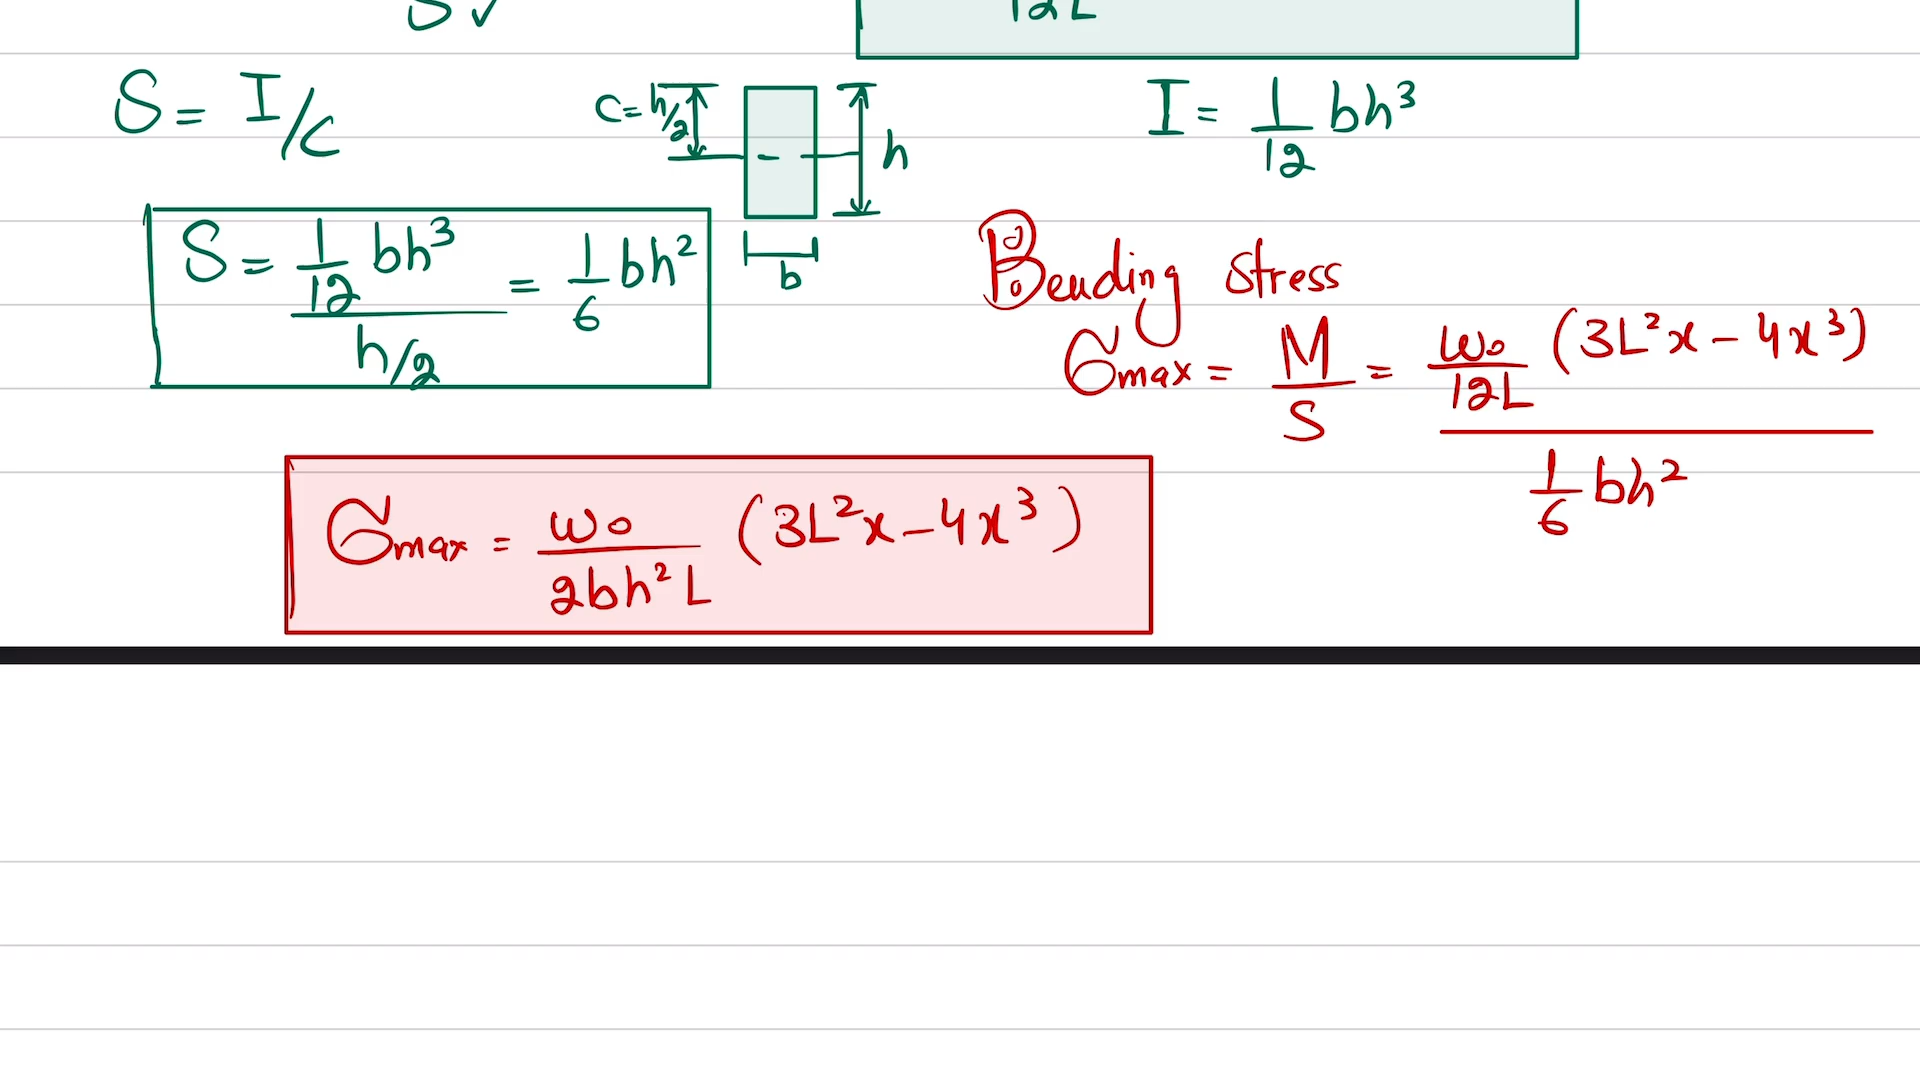 S = I/c
c = h/2
h
b
I = 1/12 bh³
S = (1/12 bh³)/(h/2) = 1/6 bh²
Bending Stress
σmax = M/S = (w₀/12L (3L²x - 4x³))/(1/6 bh²)
σmax = w₀/2bh²L (3L²x - 4x³)